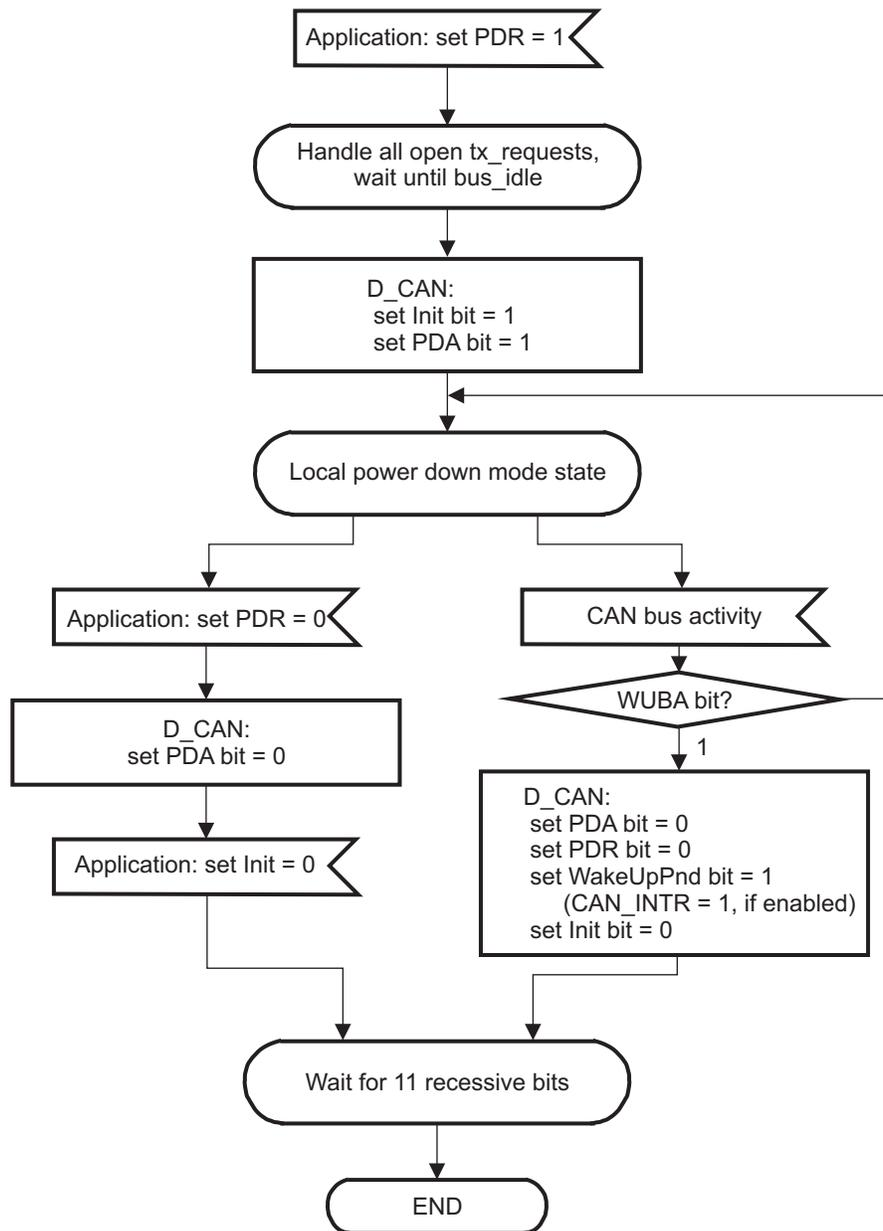 Application: set PDR = 1
Handle all open tx_requests,
wait until bus_idle
D_CAN:
set Init bit = 1
set PDA bit = 1
Local power down mode state
Application: set PDR = 0
D_CAN:
set PDA bit = 0
Application: set Init = 0
CAN bus activity
WUBA bit?
1
D_CAN:
set PDA bit = 0
set PDR bit = 0
set WakeUpPnd bit = 1
(CAN_INTR = 1, if enabled)
set Init bit = 0
Wait for 11 recessive bits
END